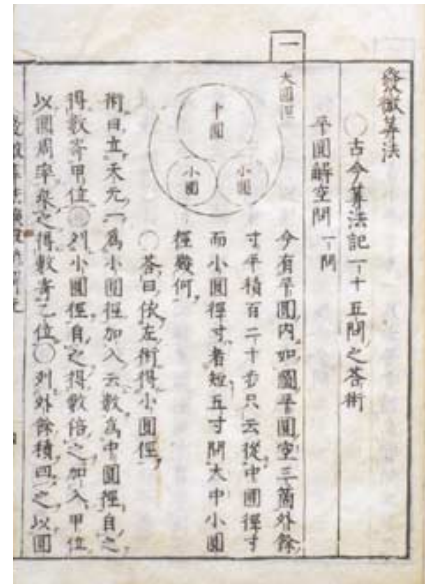 發微算法
○古今算法記一十五問之答術
平圓解空問 一問
一
大圓徑
中圓
小圓
小圓
今有平圓内如圖平圓空三箇外餘
寸平積百二十歩只云從中圓徑寸
而小圓徑寸者短五寸問大中小圓
徑幾何
○答曰依左術得小圓徑
術曰立天元一爲小圓徑加入云數爲中圓徑自之
得數寄甲位○列小圓徑自之得數倍之加入甲位
以圓周率乗之得數寄乙位○列外餘積四之以圓